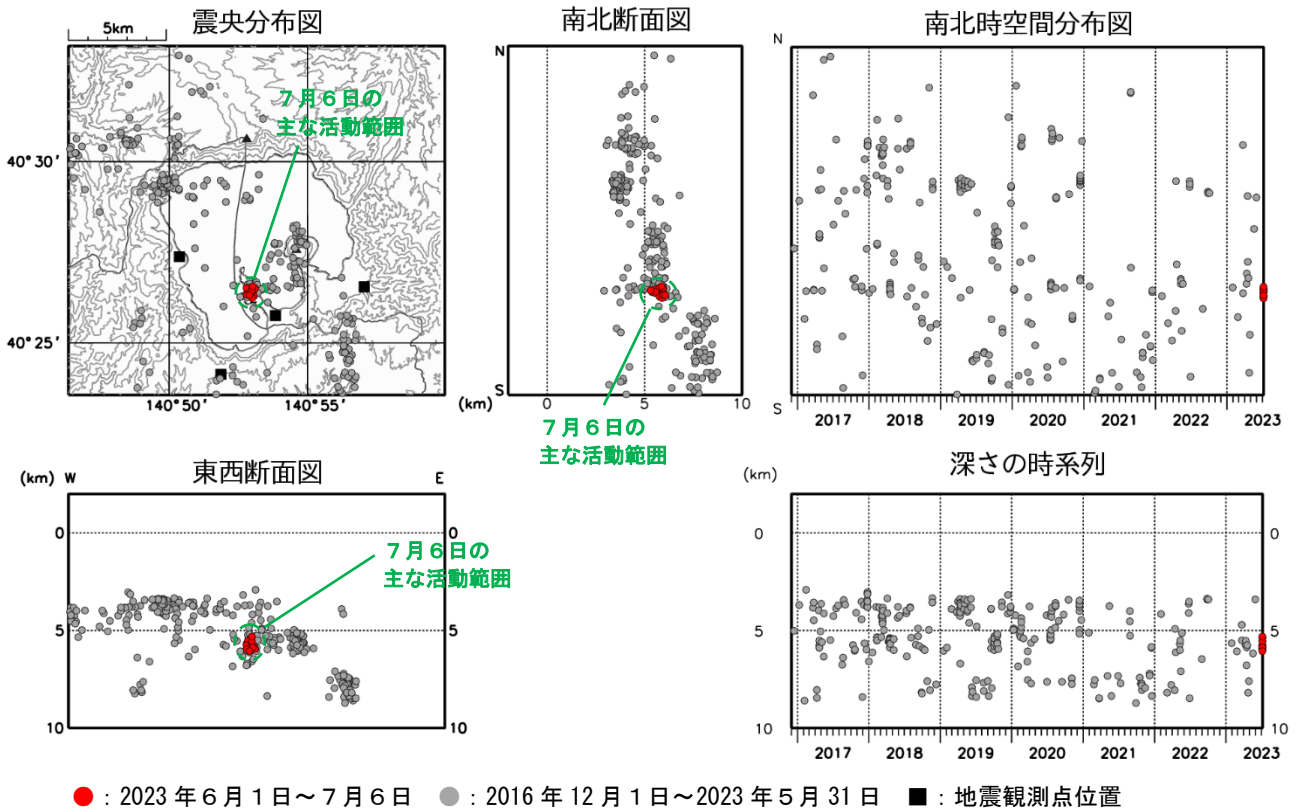 震央分布図
5km
7月6日の
主な活動範囲
40°30′
40°25′
140°50′
140°55′
南北断面図
N
S
(km)
0
5
10
7月6日の
主な活動範囲
南北時空間分布図
N
S
2017
2018
2019
2020
2021
2022
2023
東西断面図
(km) W
E
0
0
5
5
10
10
7月6日の
主な活動範囲
深さの時系列
(km)
0
0
5
5
10
10
2017
2018
2019
2020
2021
2022
2023
:2023年6月1日~7月6日 :2016年12月1日~2023年5月31日 :地震観測点位置